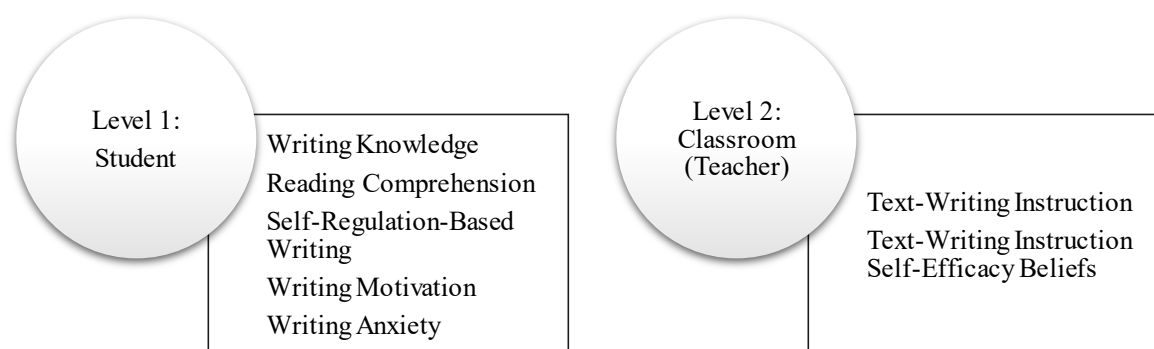 Level 1:
Student
Writing Knowledge
Reading Comprehension
Self-Regulation-Based
Writing
Writing Motivation
Writing Anxiety
Level 2:
Classroom
(Teacher)
Text-Writing Instruction
Text-Writing Instruction
Self-Efficacy Beliefs